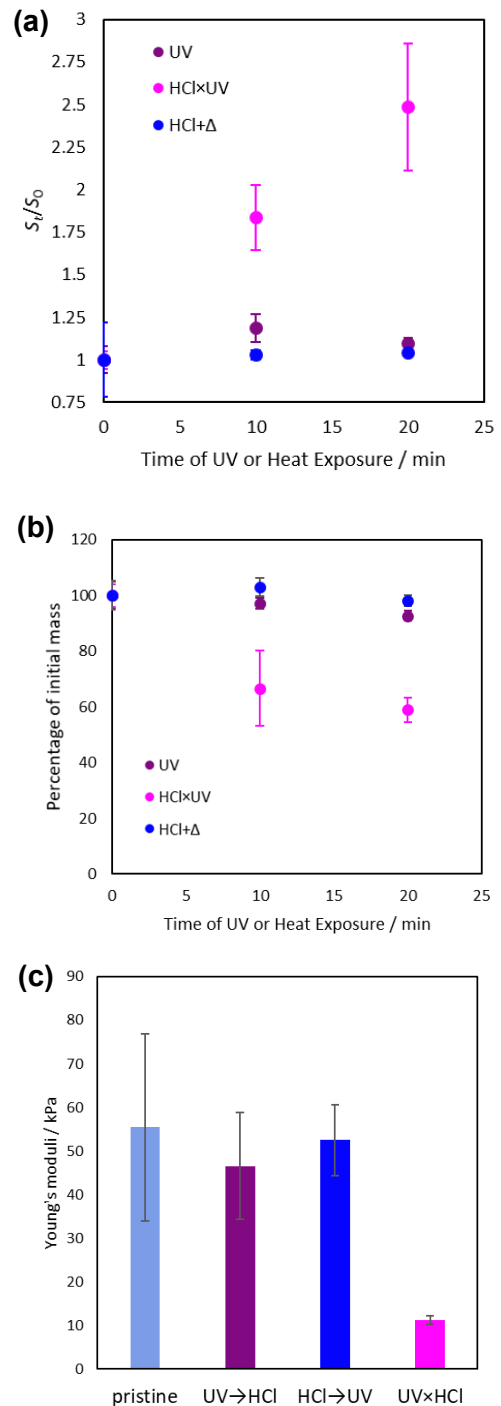 (a)
3
2.75
2.5
2.25
2
1.75
1.5
1.25
1
0.75
Sₜ/S₀
UV
HCl×UV
HCl+Δ
0 5 10 15 20 25
Time of UV or Heat Exposure / min
(b)
120
100
80
60
40
20
0
Percentage of initial mass
UV
HCl×UV
HCl+Δ
0 5 10 15 20 25
Time of UV or Heat Exposure / min
(c)
90
80
70
60
50
40
30
20
10
0
Young's moduli / kPa
pristine UV→HCl HCl→UV UV×HCl